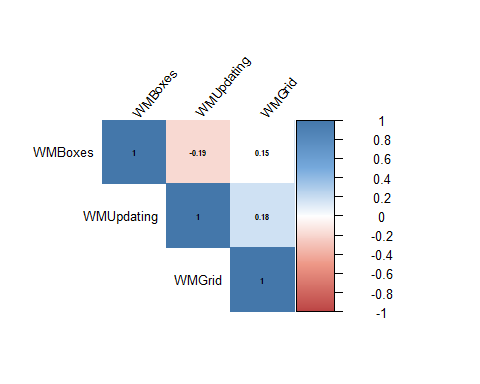 WMBoxes
WMUpdating
WMGrid
WMBoxes 1 -0.19 0.15
WMUpdating 1 0.18
WMGrid 1
1
0.8
0.6
0.4
0.2
0
-0.2
-0.4
-0.6
-0.8
-1